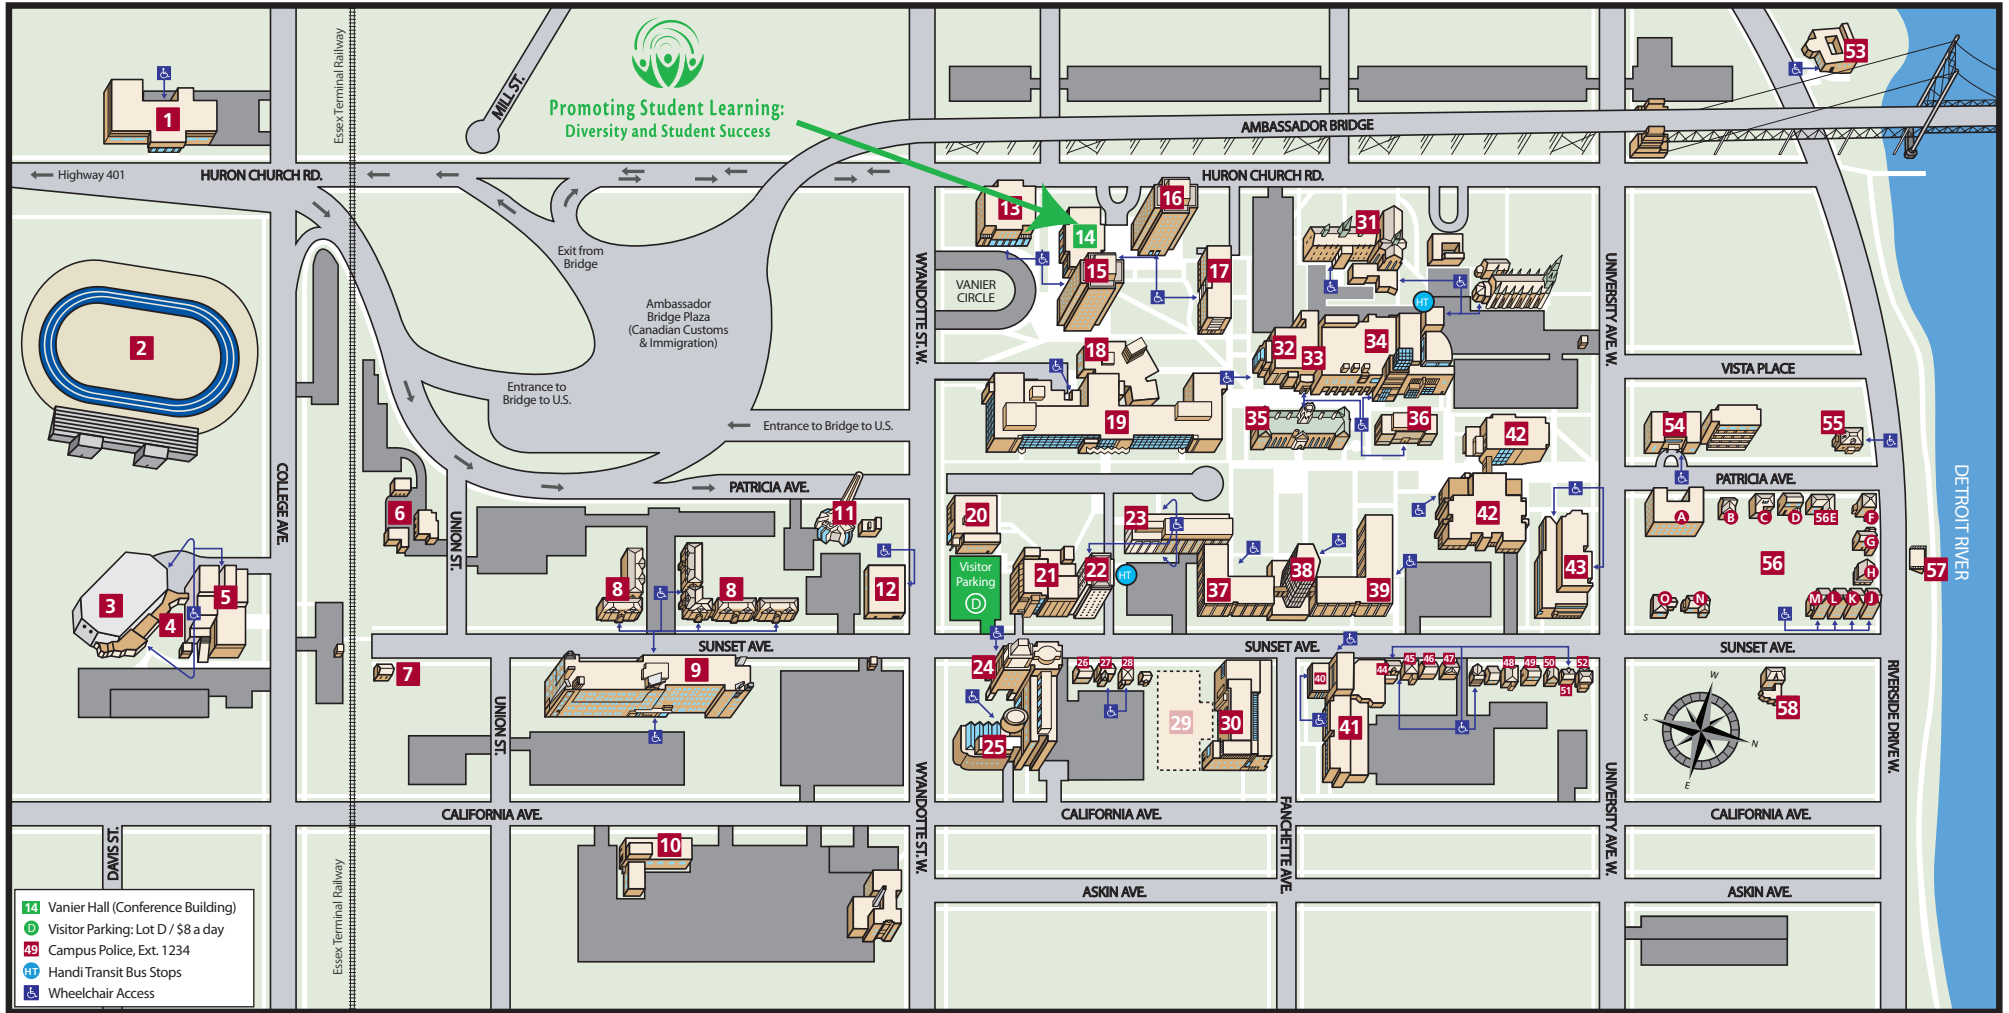 Promoting Student Learning:
Diversity and Student Success
Essex Terminal Railway
MILL ST.
AMBASSADOR BRIDGE
Highway 401
HURON CHURCH RD.
HURON CHURCH RD.
Exit from
Bridge
Ambassador
Bridge Plaza
(Canadian Customs
& Immigration)
Entrance to
Bridge to U.S.
Entrance to Bridge to U.S.
VANIER
CIRCLE
WYANDOTTE ST. W.
UNIVERSITY AVE. W.
VISTA PLACE
PATRICIA AVE.
PATRICIA AVE.
COLLEGE AVE.
UNION ST.
DETROIT RIVER
Visitor
Parking
D
SUNSET AVE.
SUNSET AVE.
SUNSET AVE.
UNION ST.
WYANDOTTE ST. W.
FANCHETTE AVE.
UNIVERSITY AVE. W.
RIVERSIDE DRIVE W.
CALIFORNIA AVE.
CALIFORNIA AVE.
CALIFORNIA AVE.
DAVIS ST.
ASKIN AVE.
ASKIN AVE.
Essex Terminal Railway
1
2
3
4
5
6
7
8
8
9
10
11
12
13
14
15
16
17
18
19
20
21
22
23
24
25
26
27
28
29
30
31
32
33
34
35
36
37
38
39
40
41
42
42
43
44
45
46
47
48
49
50
51
52
53
54
55
56
56E
57
58
A
B
C
D
F
G
H
J
K
L
M
N
O
HT
HT
W
S
N
E
14 Vanier Hall (Conference Building)
D Visitor Parking: Lot D / $8 a day
49 Campus Police, Ext. 1234
HT Handi Transit Bus Stops
Wheelchair Access